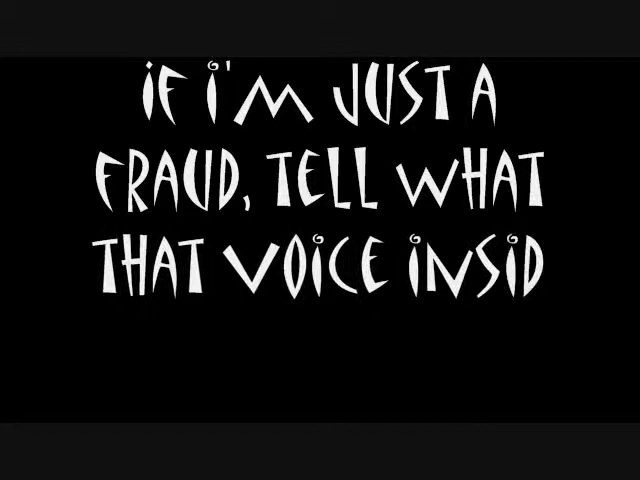 iF i'M JUST A
FRAUD, TELL WHAT
THAT VOiCE iNSiD